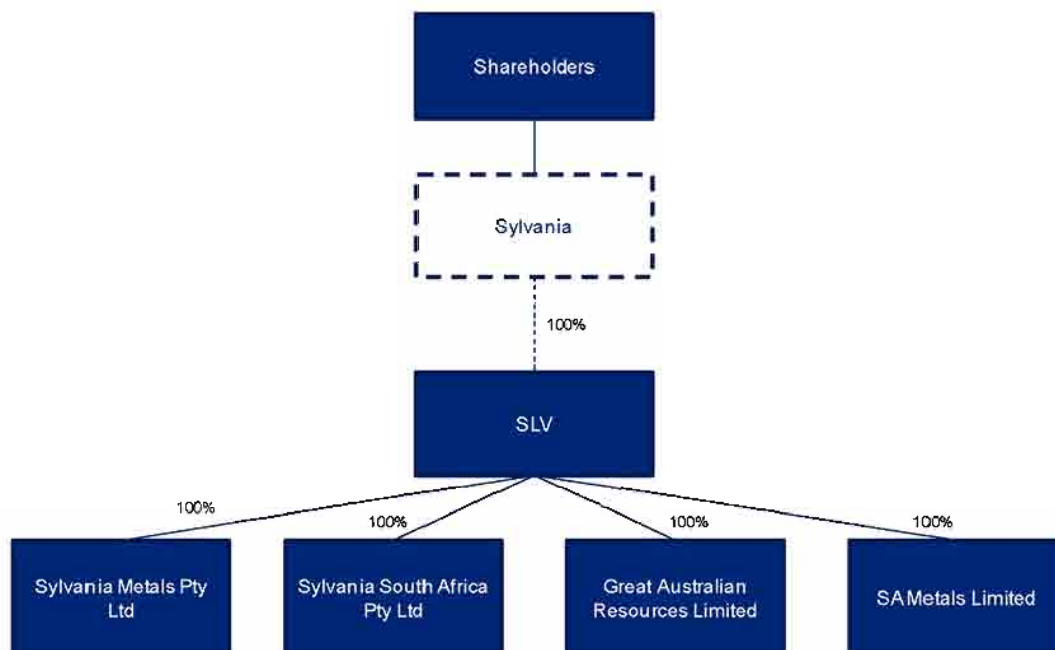 Shareholders
Sylvania
100%
SLV
100%
100%
100%
100%
Sylvania Metals Pty
Ltd
Sylvania South Africa
Pty Ltd
Great Australian
Resources Limited
SA Metals Limited